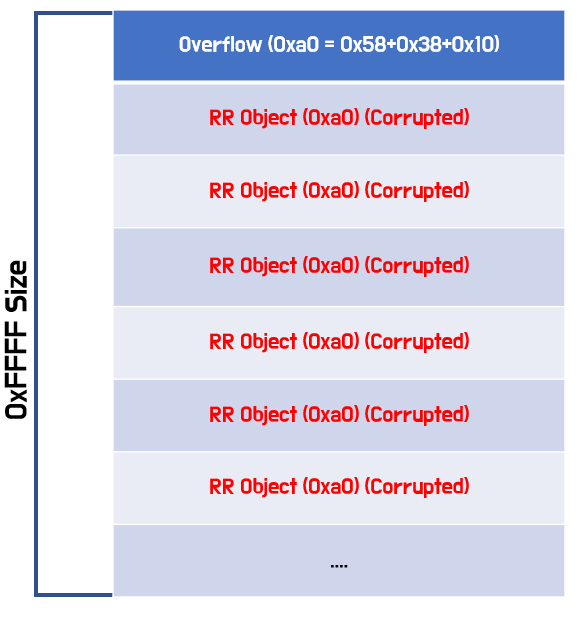 Overflow (0xa0 = 0x58+0x38+0x10)
RR Object (0xa0) (Corrupted)
RR Object (0xa0) (Corrupted)
RR Object (0xa0) (Corrupted)
RR Object (0xa0) (Corrupted)
RR Object (0xa0) (Corrupted)
RR Object (0xa0) (Corrupted)
....
0xFFFF Size